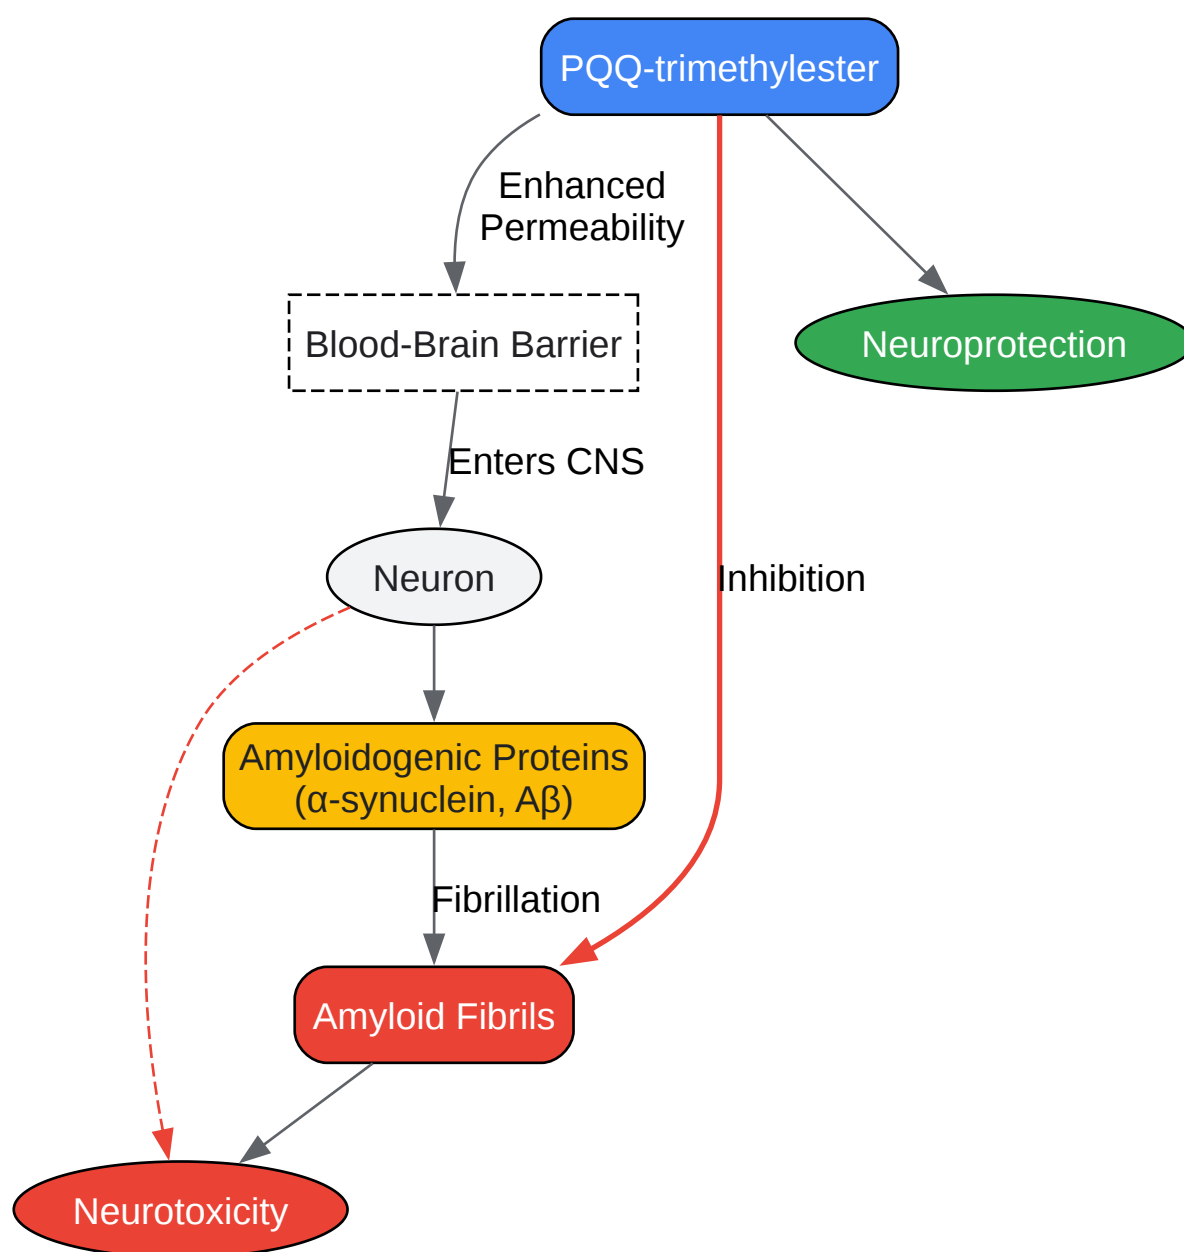 PQQ-trimethylester
Enhanced
Permeability
Blood-Brain Barrier
Neuroprotection
Enters CNS
Neuron
Inhibition
Amyloidogenic Proteins
(α-synuclein, Aβ)
Fibrillation
Amyloid Fibrils
Neurotoxicity